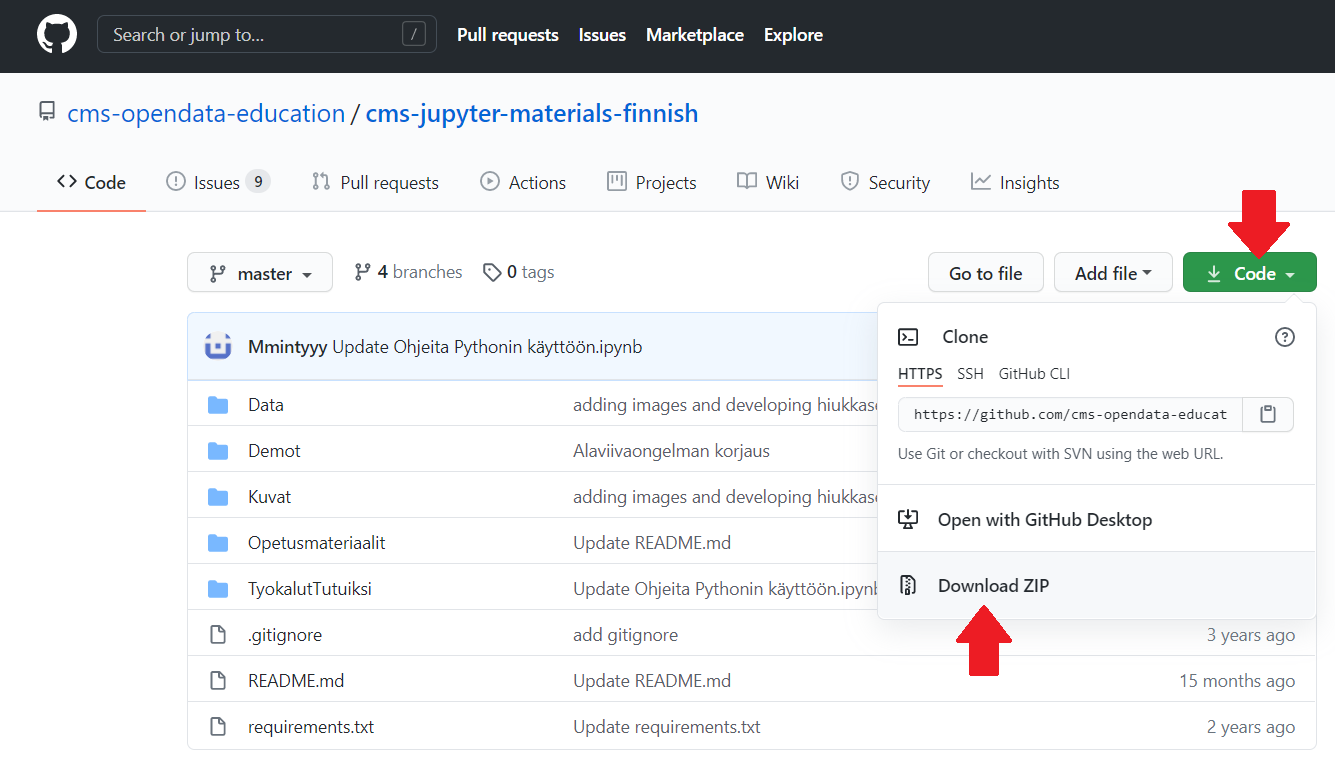 Search or jump to... / Pull requests Issues Marketplace Explore
cms-opendata-education / cms-jupyter-materials-finnish
Code Issues 9 Pull requests Actions Projects Wiki Security Insights
master 4 branches 0 tags Go to file Add file Code
Mmintyyy Update Ohjeita Pythonin käyttöön.ipynb
Clone
HTTPS SSH GitHub CLI
https://github.com/cms-opendata-educat
Use Git or checkout with SVN using the web URL.
Open with GitHub Desktop
Download ZIP
Data adding images and developing hiukkas
Demot Alaviivaongelman korjaus
Kuvat adding images and developing hiukkas
Opetusmateriaalit Update README.md
TyokalutTutuiksi Update Ohjeita Pythonin käyttöön.ipynb
.gitignore add gitignore 3 years ago
README.md Update README.md 15 months ago
requirements.txt Update requirements.txt 2 years ago